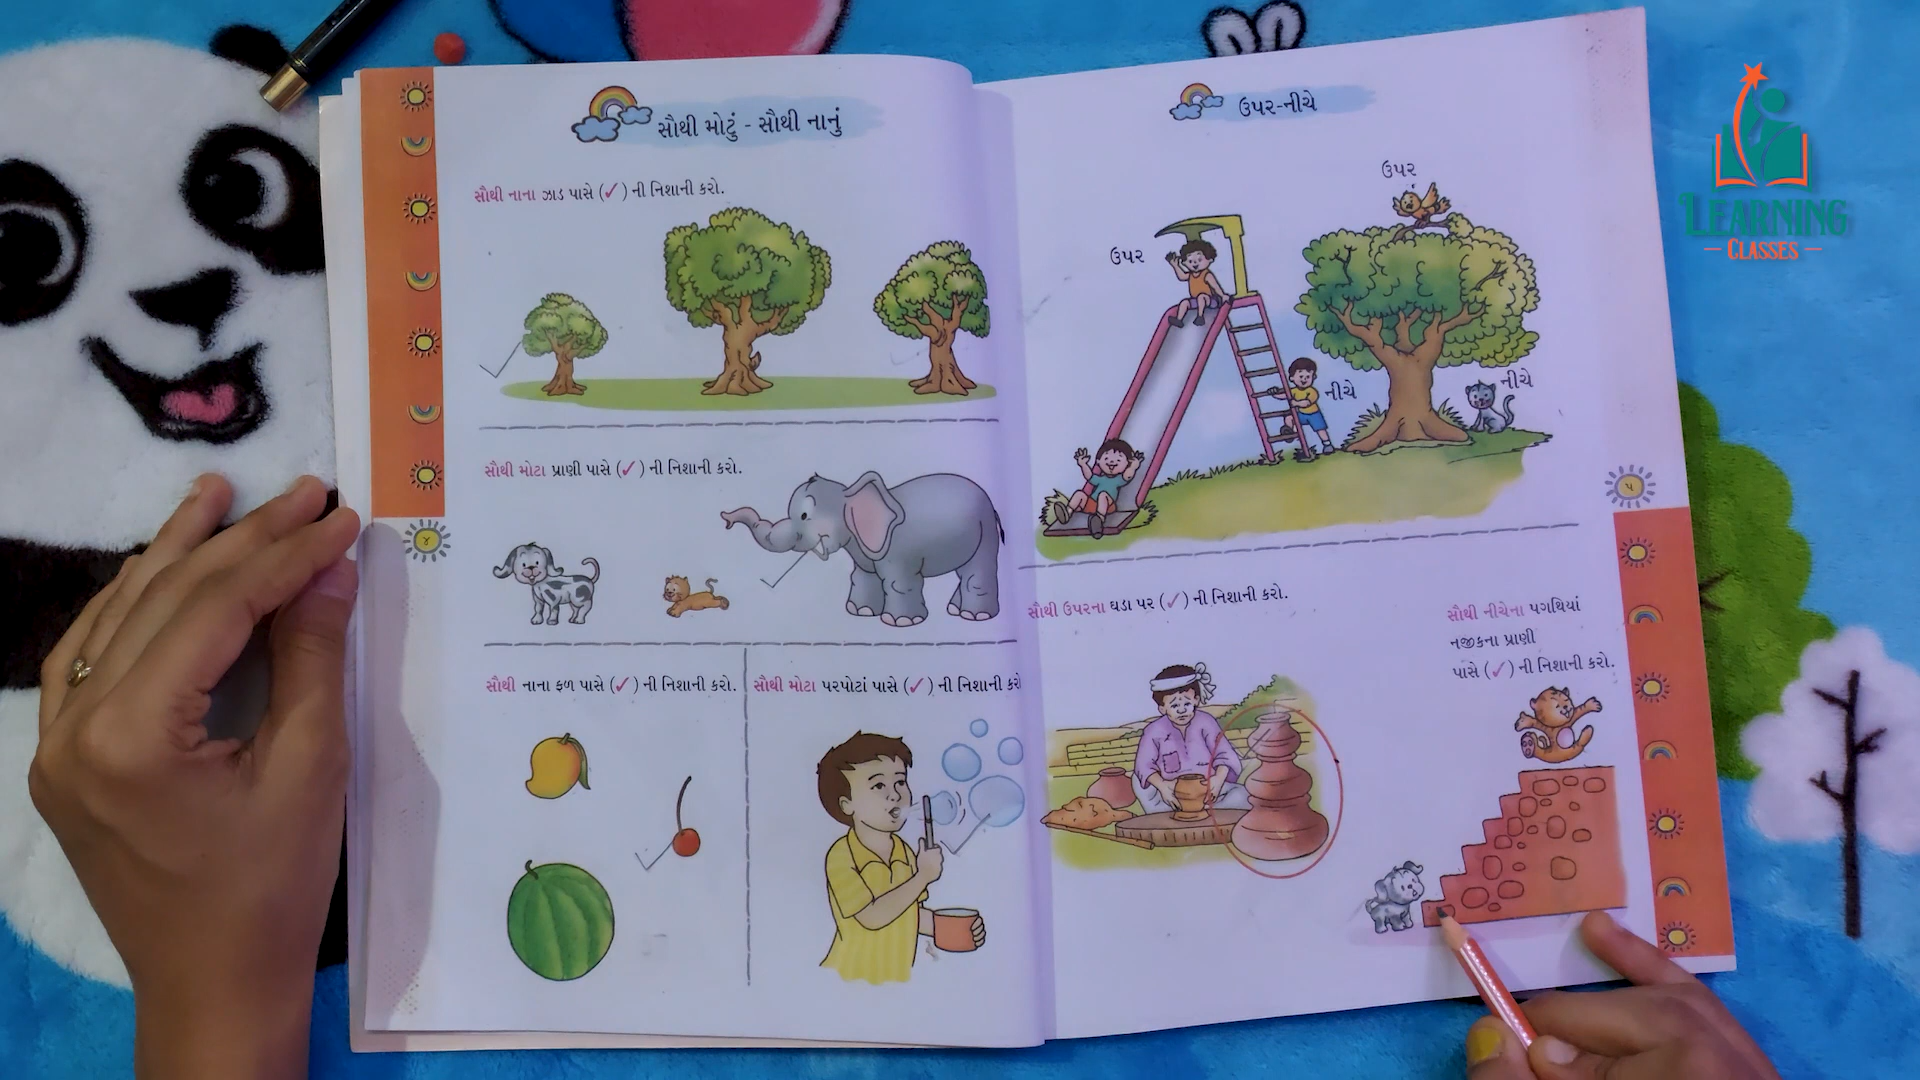 સૌથી મોટું - સૌથી નાનું
સૌથી નાના ઝાડ પાસે (✓) ની નિશાની કરો.
સૌથી મોટા પ્રાણી પાસે (✓) ની નિશાની કરો.
૪
સૌથી નાના ફળ પાસે (✓) ની નિશાની કરો.
સૌથી મોટા પરપોટાં પાસે (✓) ની નિશાની કરો
ઉપર-નીચે
ઉપર
ઉપર
નીચે
નીચે
૫
સૌથી ઉપરના ઘડા પર (✓) ની નિશાની કરો.
સૌથી નીચેના પગથિયાં
નજીકના પ્રાણી
પાસે (✓) ની નિશાની કરો.
LEARNING
CLASSES